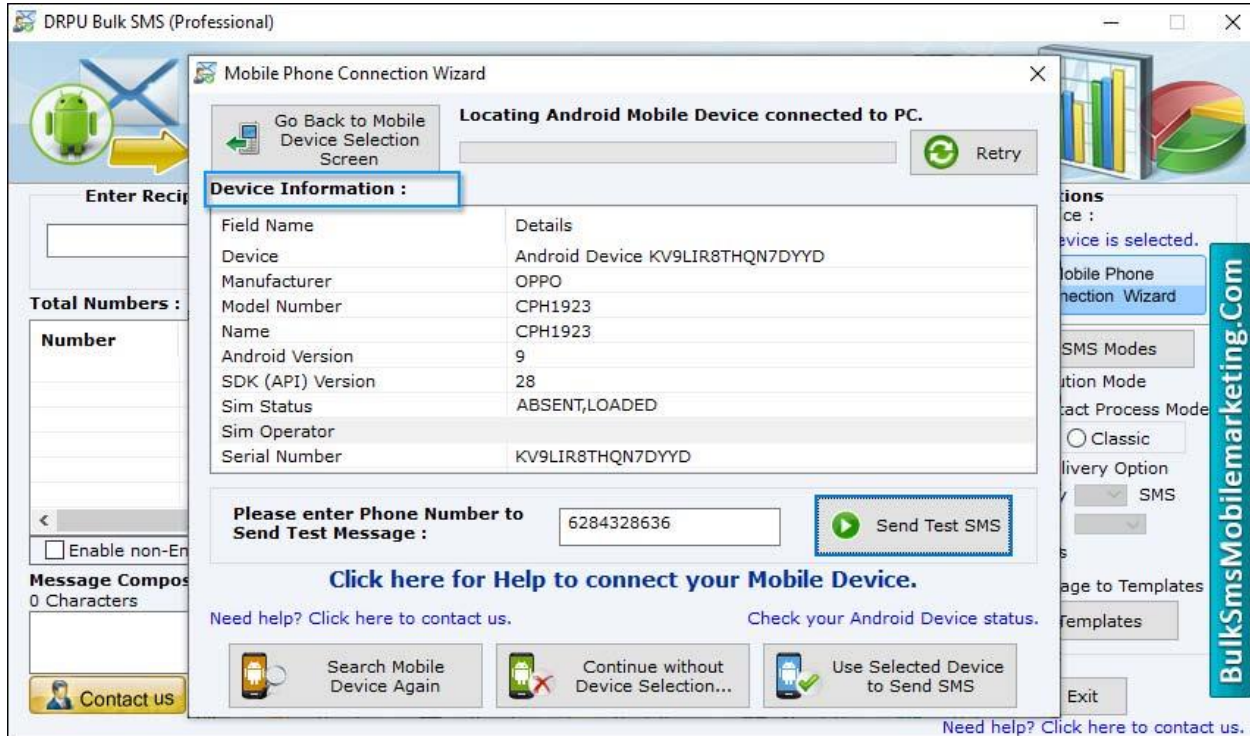 DRPU Bulk SMS (Professional)
Mobile Phone Connection Wizard
Go Back to Mobile
Device Selection
Screen
Locating Android Mobile Device connected to PC.
Retry
Device Information :
Field Name Details
Device Android Device KV9LIR8THQN7DYYD
Manufacturer OPPO
Model Number CPH1923
Name CPH1923
Android Version 9
SDK (API) Version 28
Sim Status ABSENT,LOADED
Sim Operator
Serial Number KV9LIR8THQN7DYYD
Please enter Phone Number to
Send Test Message :
6284328636
Send Test SMS
Click here for Help to connect your Mobile Device.
Need help? Click here to contact us.
Check your Android Device status.
Search Mobile
Device Again
Continue without
Device Selection...
Use Selected Device
to Send SMS
Enter Recip
Total Numbers :
Number
Enable non-En
Message Compos
0 Characters
Contact us
ions
ce :
evice is selected.
obile Phone
nection Wizard
SMS Modes
ution Mode
tact Process Mode
Classic
livery Option
SMS
s
age to Templates
Templates
Exit
Need help? Click here to contact us.
BulkSmsMobilemarketing.Com